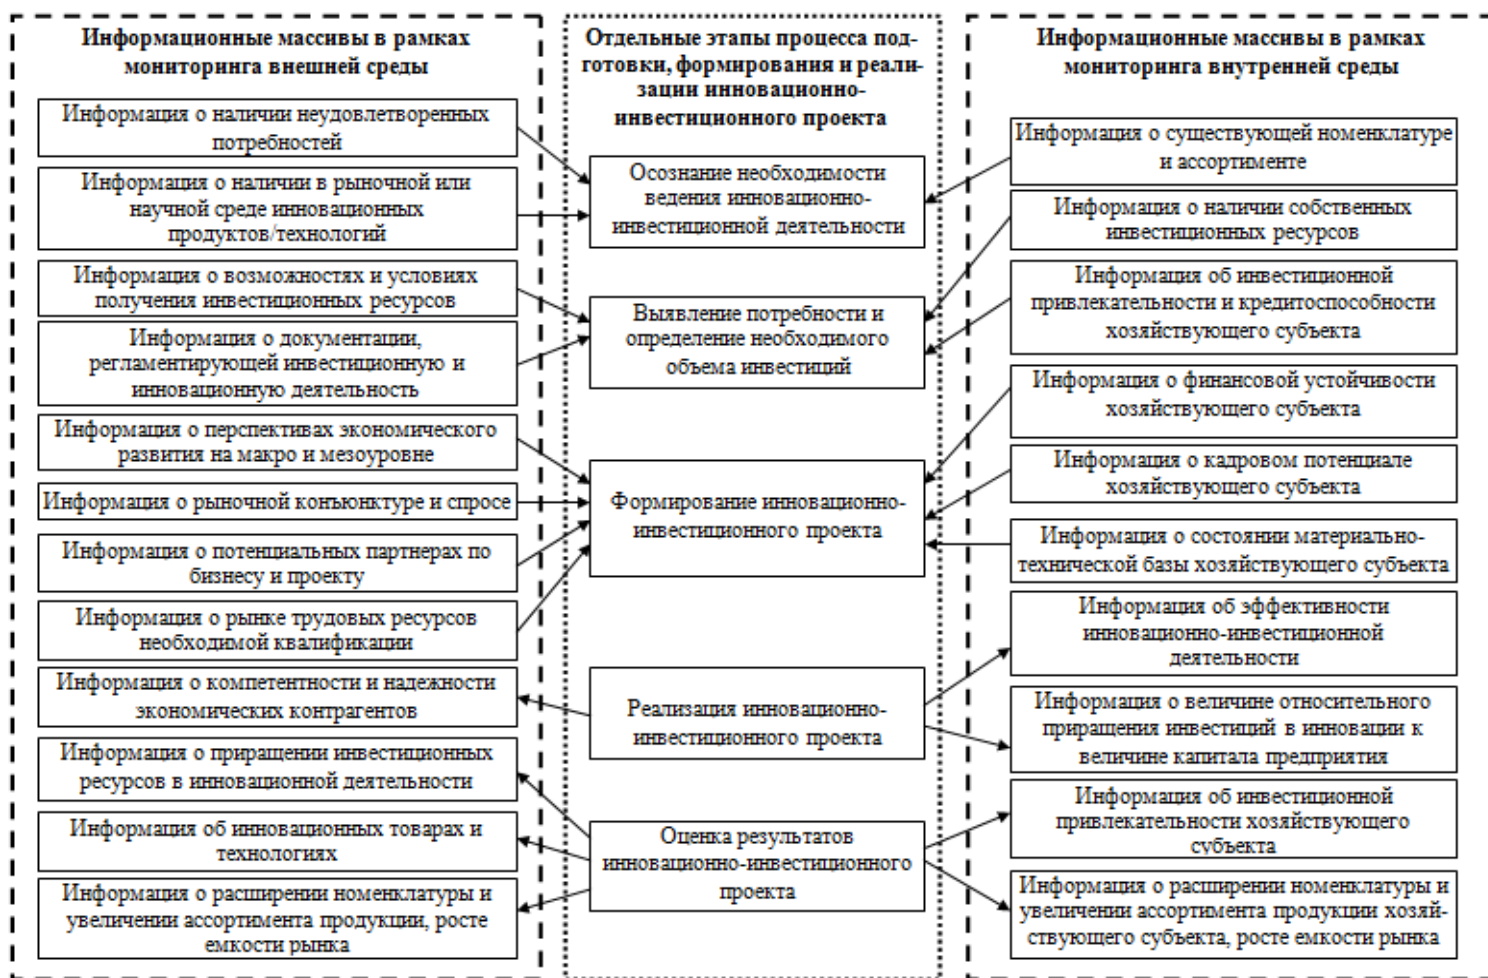 Информационные массивы в рамках
мониторинга внешней среды
Информация о наличии неудовлетворенных
потребностей
Информация о наличии в рыночной или
научной среде инновационных
продуктов/технологий
Информация о возможностях и условиях
получения инвестиционных ресурсов
Информация о документации,
регламентирующей инвестиционную и
инновационную деятельность
Информация о перспективах экономического
развития на макро и мезоуровне
Информация о рыночной конъюнктуре и спросе
Информация о потенциальных партнерах по
бизнесу и проекту
Информация о рынке трудовых ресурсов
необходимой квалификации
Информация о компетентности и надежности
экономических контрагентов
Информация о приращении инвестиционных
ресурсов в инновационной деятельности
Информация об инновационных товарах и
технологиях
Информация о расширении номенклатуры и
увеличении ассортимента продукции, росте
емкости рынка
Отдельные этапы процесса под-
готовки, формирования и реали-
зации инновационно-
инвестиционного проекта
Осознание необходимости
ведения инновационно-
инвестиционной деятельности
Выявление потребности и
определение необходимого
объема инвестиций
Формирование инновационно-
инвестиционного проекта
Реализация инновационно-
инвестиционного проекта
Оценка результатов
инновационно-инвестиционного
проекта
Информационные массивы в рамках
мониторинга внутренней среды
Информация о существующей номенклатуре
и ассортименте
Информация о наличии собственных
инвестиционных ресурсов
Информация об инвестиционной
привлекательности и кредитоспособности
хозяйствующего субъекта
Информация о финансовой устойчивости
хозяйствующего субъекта
Информация о кадровом потенциале
хозяйствующего субъекта
Информация о состоянии материально-
технической базы хозяйствующего субъекта
Информация об эффективности
инновационно-инвестиционной
деятельности
Информация о величине относительного
приращения инвестиций в инновации к
величине капитала предприятия
Информация об инвестиционной
привлекательности хозяйствующего
субъекта
Информация о расширении номенклатуры и
увеличении ассортимента продукции хозяй-
ствующего субъекта, росте емкости рынка